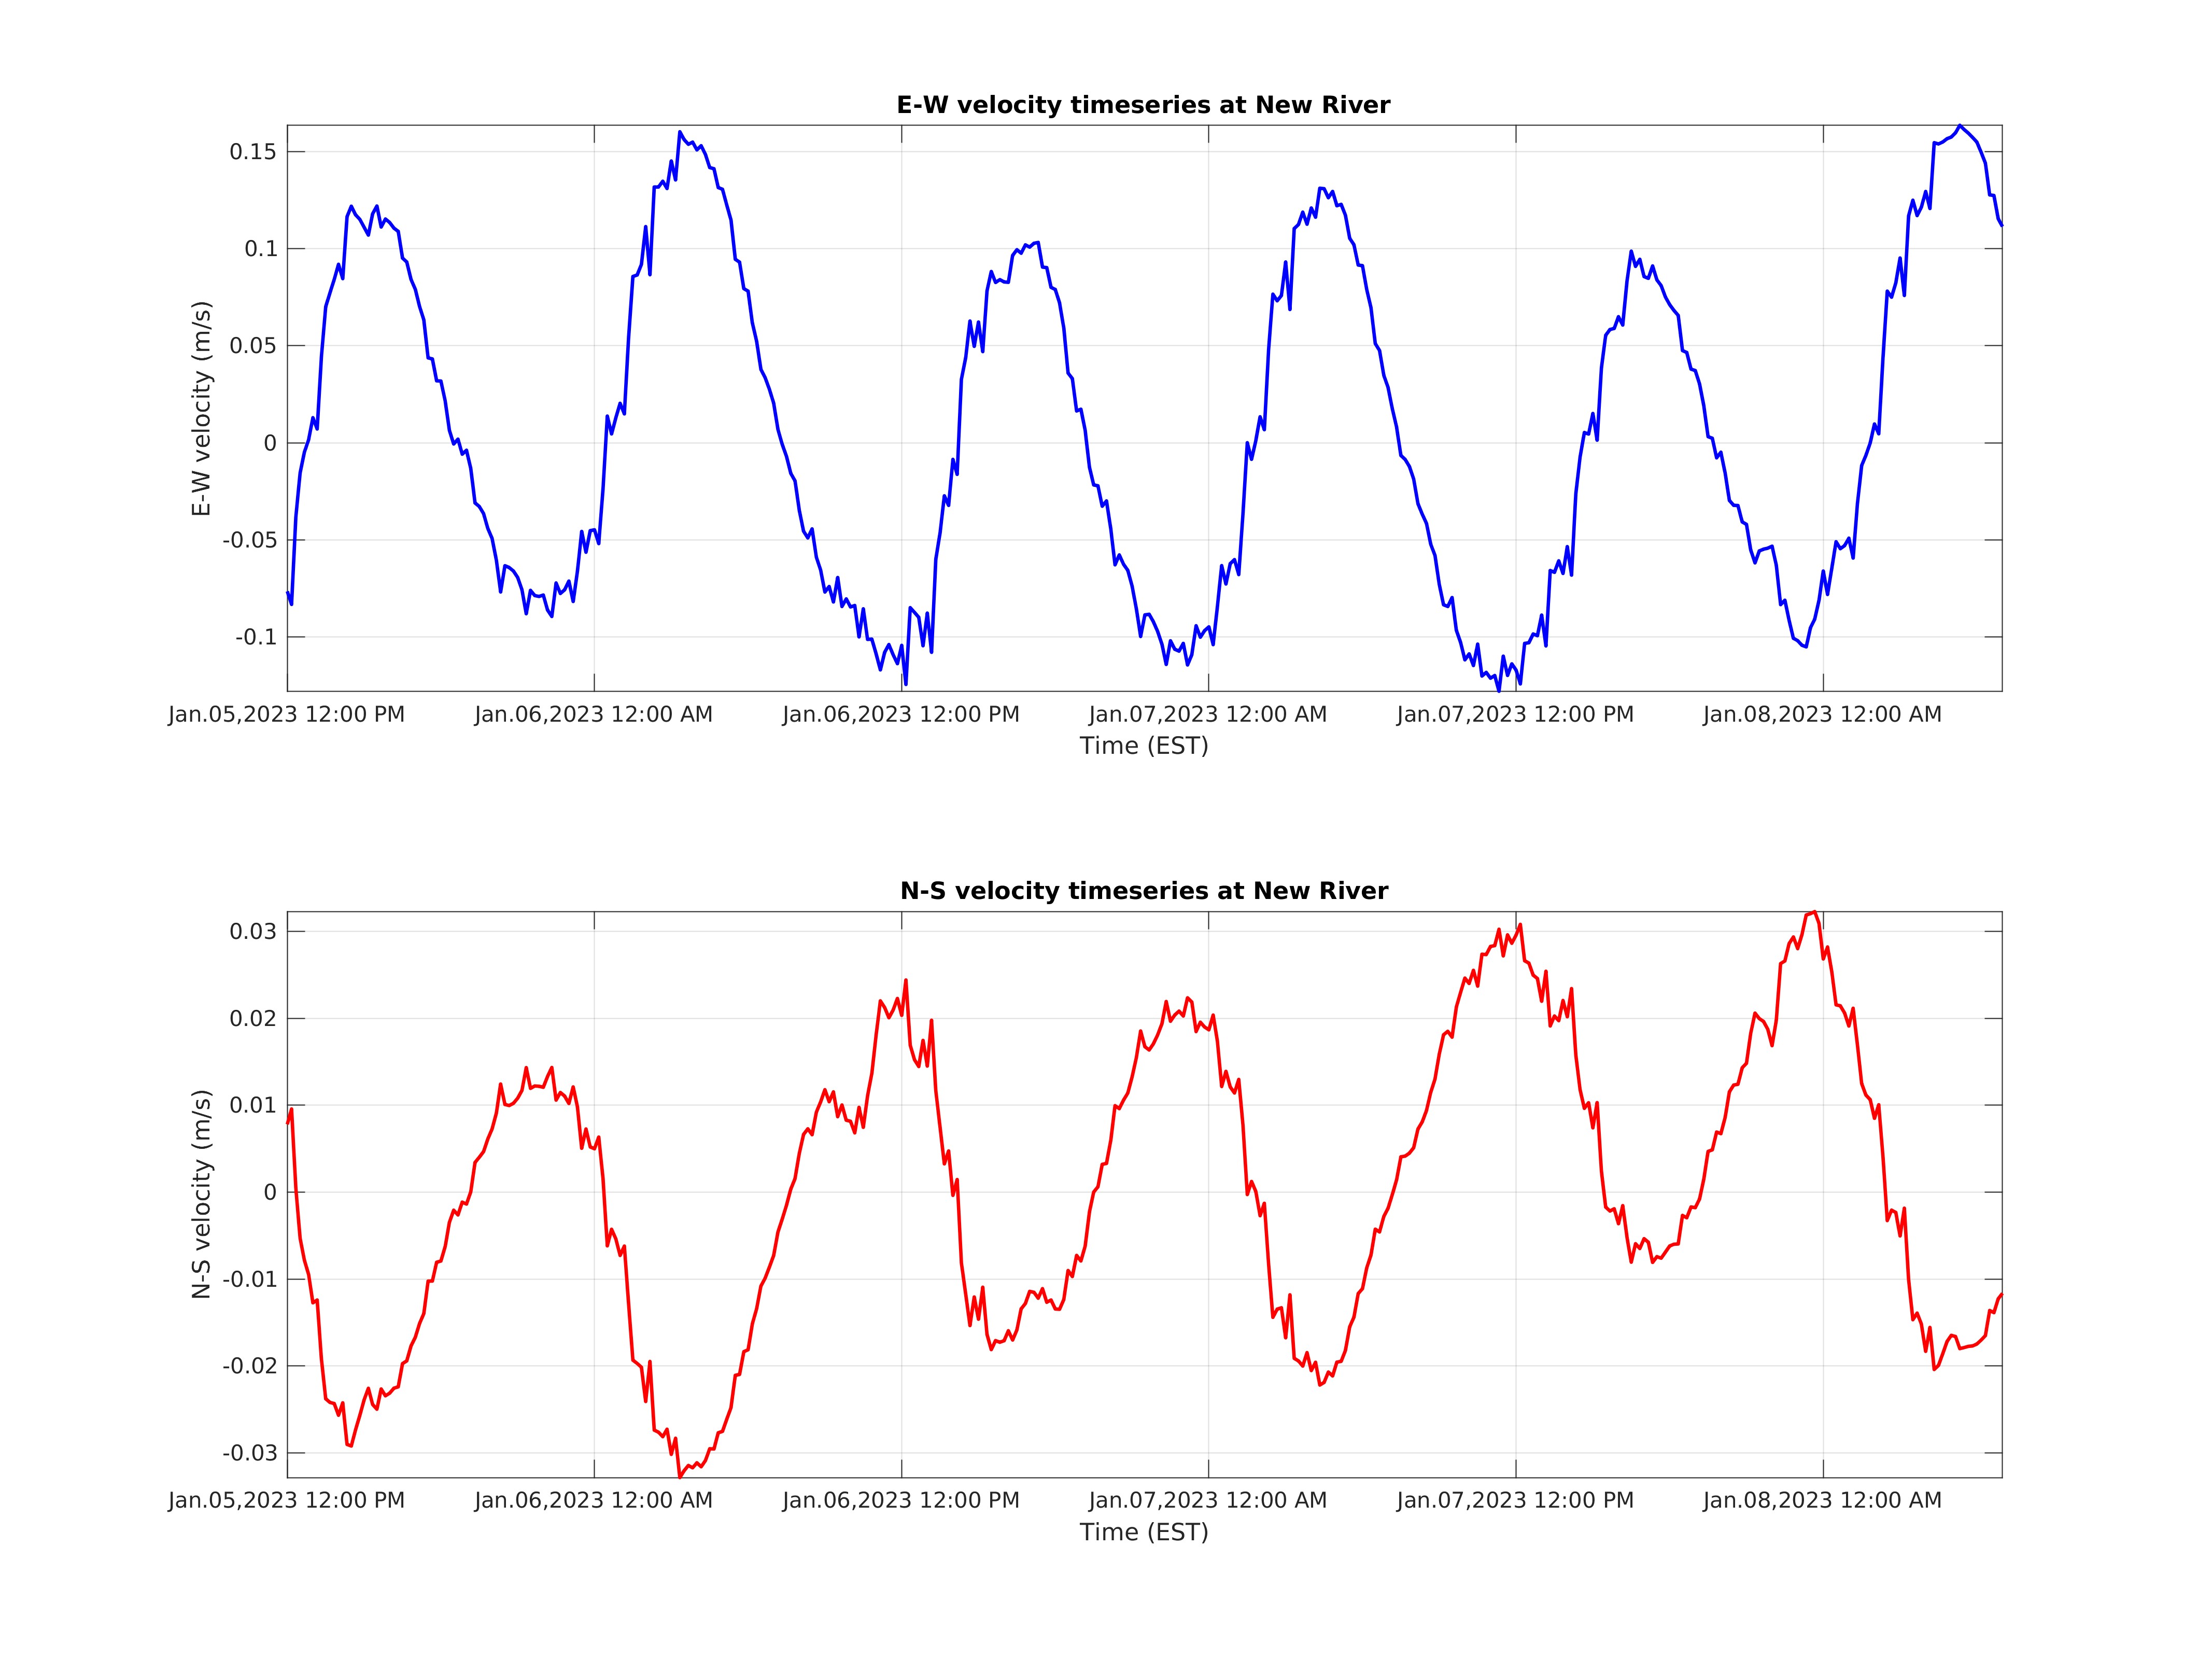 E-W velocity timeseries at New River
E-W velocity (m/s)
0.15
0.1
0.05
0
-0.05
-0.1
Jan.05,2023 12:00 PM Jan.06,2023 12:00 AM Jan.06,2023 12:00 PM Jan.07,2023 12:00 AM Jan.07,2023 12:00 PM Jan.08,2023 12:00 AM
Time (EST)
N-S velocity timeseries at New River
N-S velocity (m/s)
0.03
0.02
0.01
0
-0.01
-0.02
-0.03
Jan.05,2023 12:00 PM Jan.06,2023 12:00 AM Jan.06,2023 12:00 PM Jan.07,2023 12:00 AM Jan.07,2023 12:00 PM Jan.08,2023 12:00 AM
Time (EST)